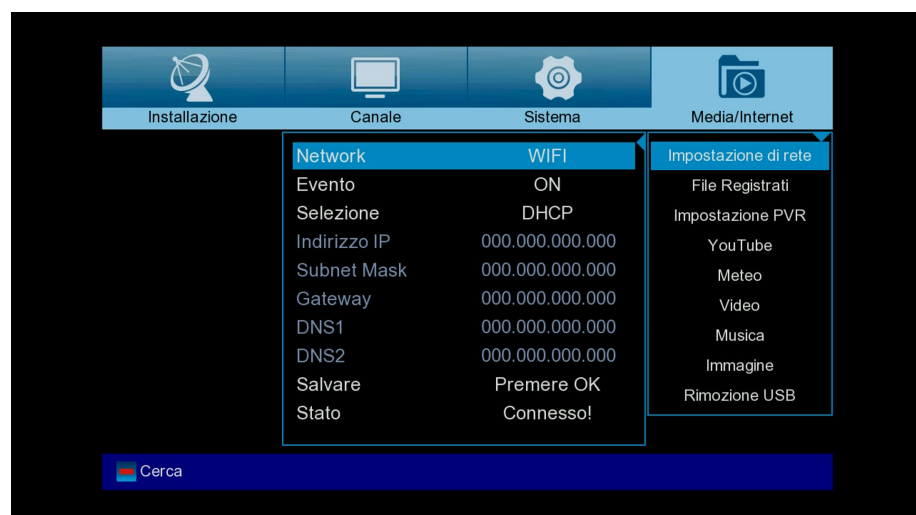 Installazione Canale Sistema Media/Internet
Network WIFI
Evento ON
Selezione DHCP
Indirizzo IP 000.000.000.000
Subnet Mask 000.000.000.000
Gateway 000.000.000.000
DNS1 000.000.000.000
DNS2 000.000.000.000
Salvare Premere OK
Stato Connesso!
Impostazione di rete
File Registrati
Impostazione PVR
YouTube
Meteo
Video
Musica
Immagine
Rimozione USB
Cerca